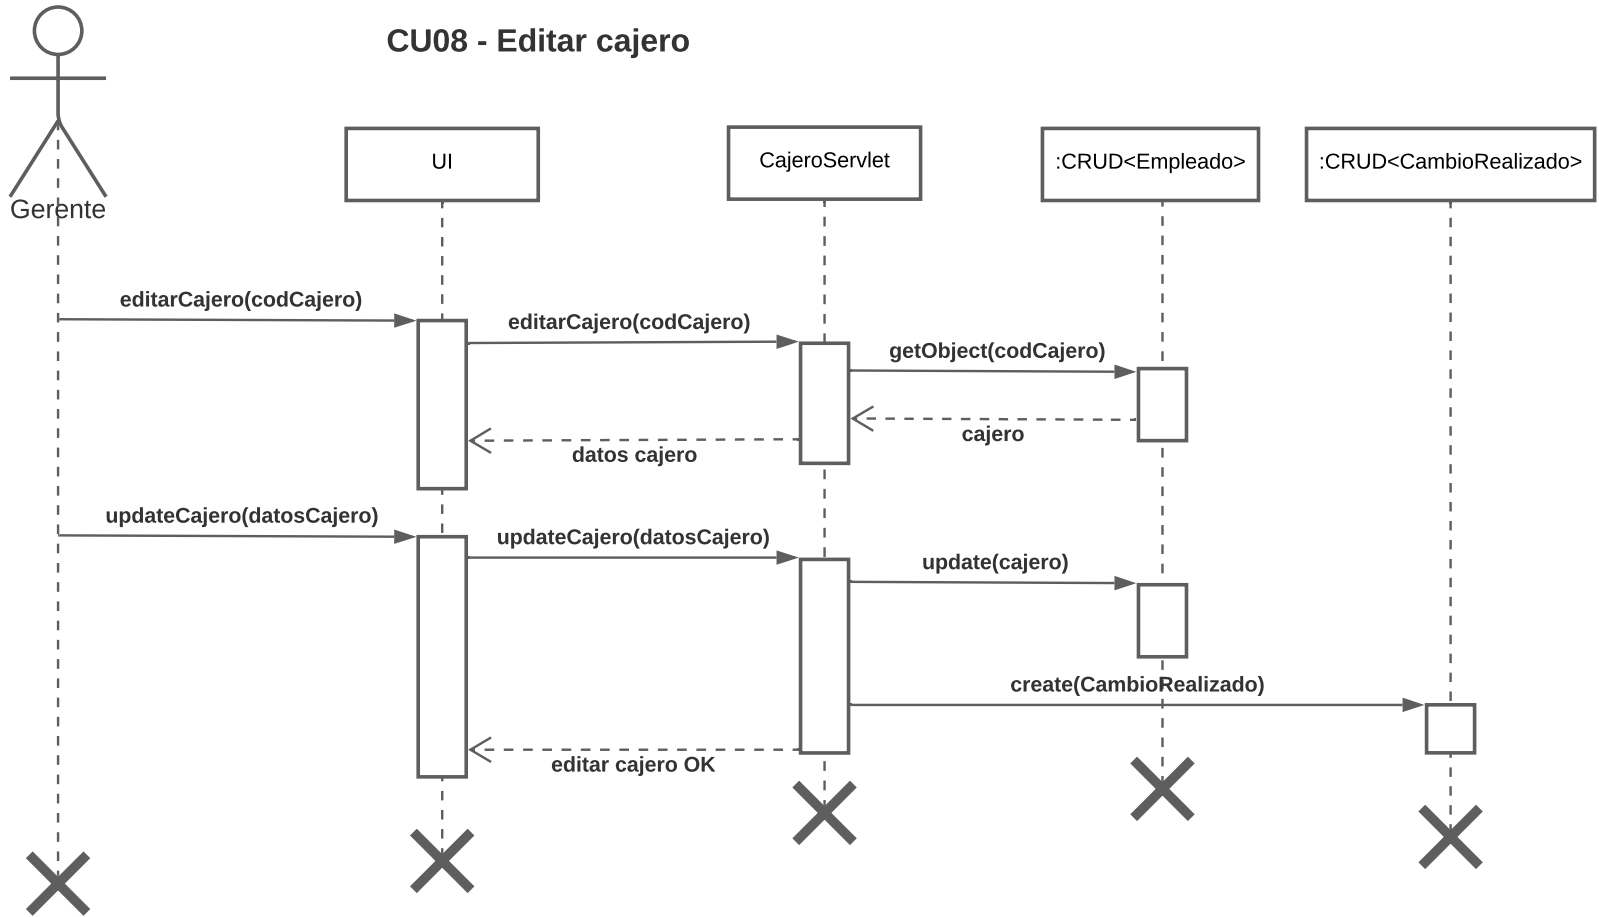 CU08 - Editar cajero
UI
CajeroServlet
:CRUD<Empleado>
:CRUD<CambioRealizado>
Gerente
editarCajero(codCajero)
editarCajero(codCajero)
getObject(codCajero)
cajero
datos cajero
updateCajero(datosCajero)
updateCajero(datosCajero)
update(cajero)
create(CambioRealizado)
editar cajero OK